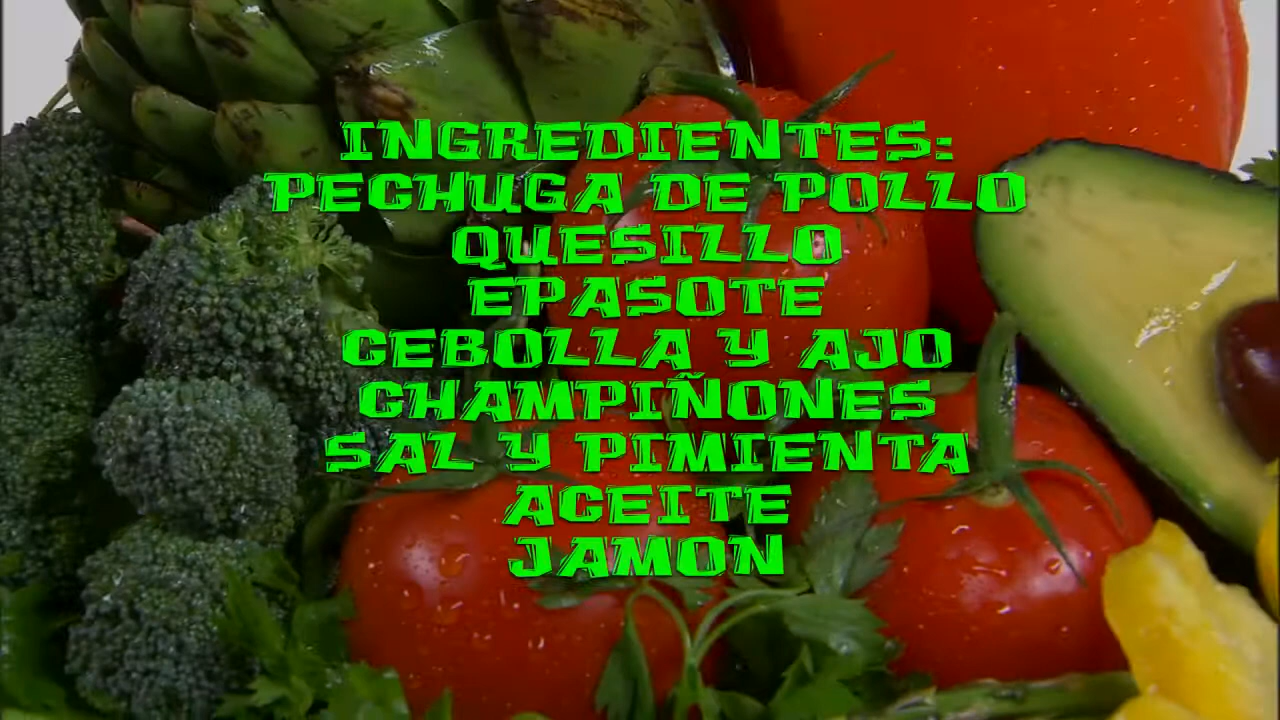 INGREDIENTES:
PECHUGA DE POLLO
QUESILLO
EPASOTE
CEBOLLA Y AJO
CHAMPIÑONES
SAL Y PIMIENTA
ACEITE
JAMON